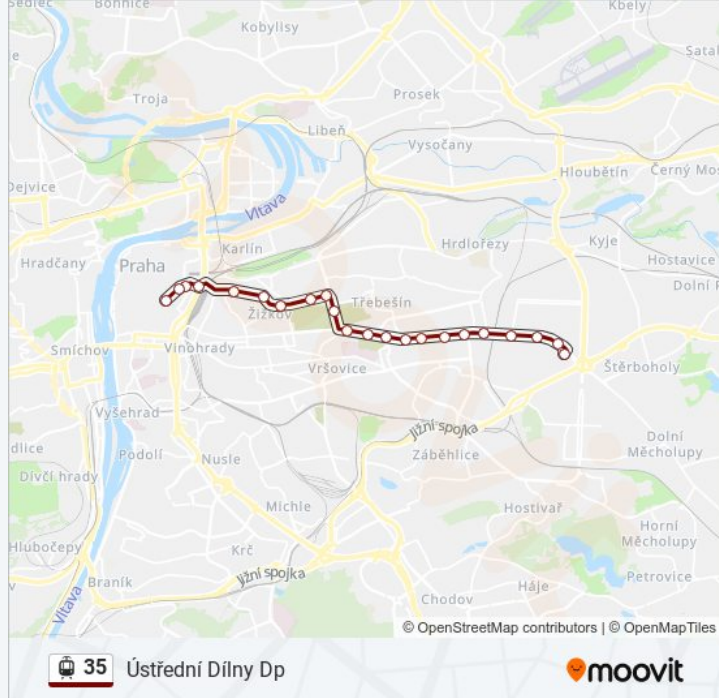 Sedlec
Bohnice
Kobylisy
Kbely
Satal
Troja
Prosek
Libeň
Vysočany
Hloubětín
Černý Mos
Dejvice
Vltava
Karlín
Hrdlořezy
Kyje
Hostavice
Hradčany
Praha
Dolní P
Třebešín
Žižkov
Smíchov
Vinohrady
Vršovice
Štěrboholy
Vyšehrad
Jižní spojka
Podolí
Nusle
Záběhlice
Dolní
Měcholupy
dlice
Dívčí hrady
Michle
Hostivař
Horní
Měcholupy
Hlubočepy
Krč
Jižní spojka
Petrovice
Braník
Háje
Chodov
Vltava
© OpenStreetMap contributors | © OpenMapTiles
35 Ústřední Dílny Dp
moovit